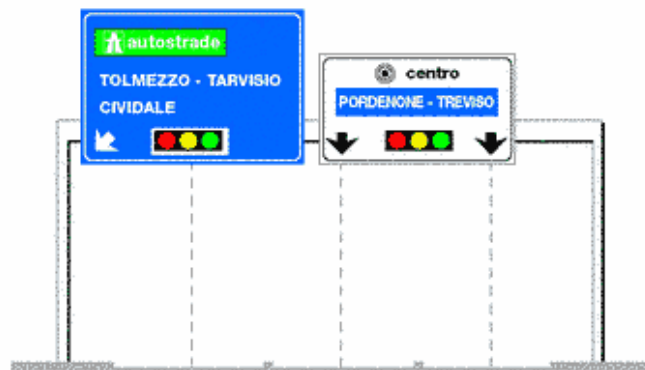 autostrade
TOLMEZZO - TARVISIO
CIVIDALE
centro
PORDENONE - TREVISO